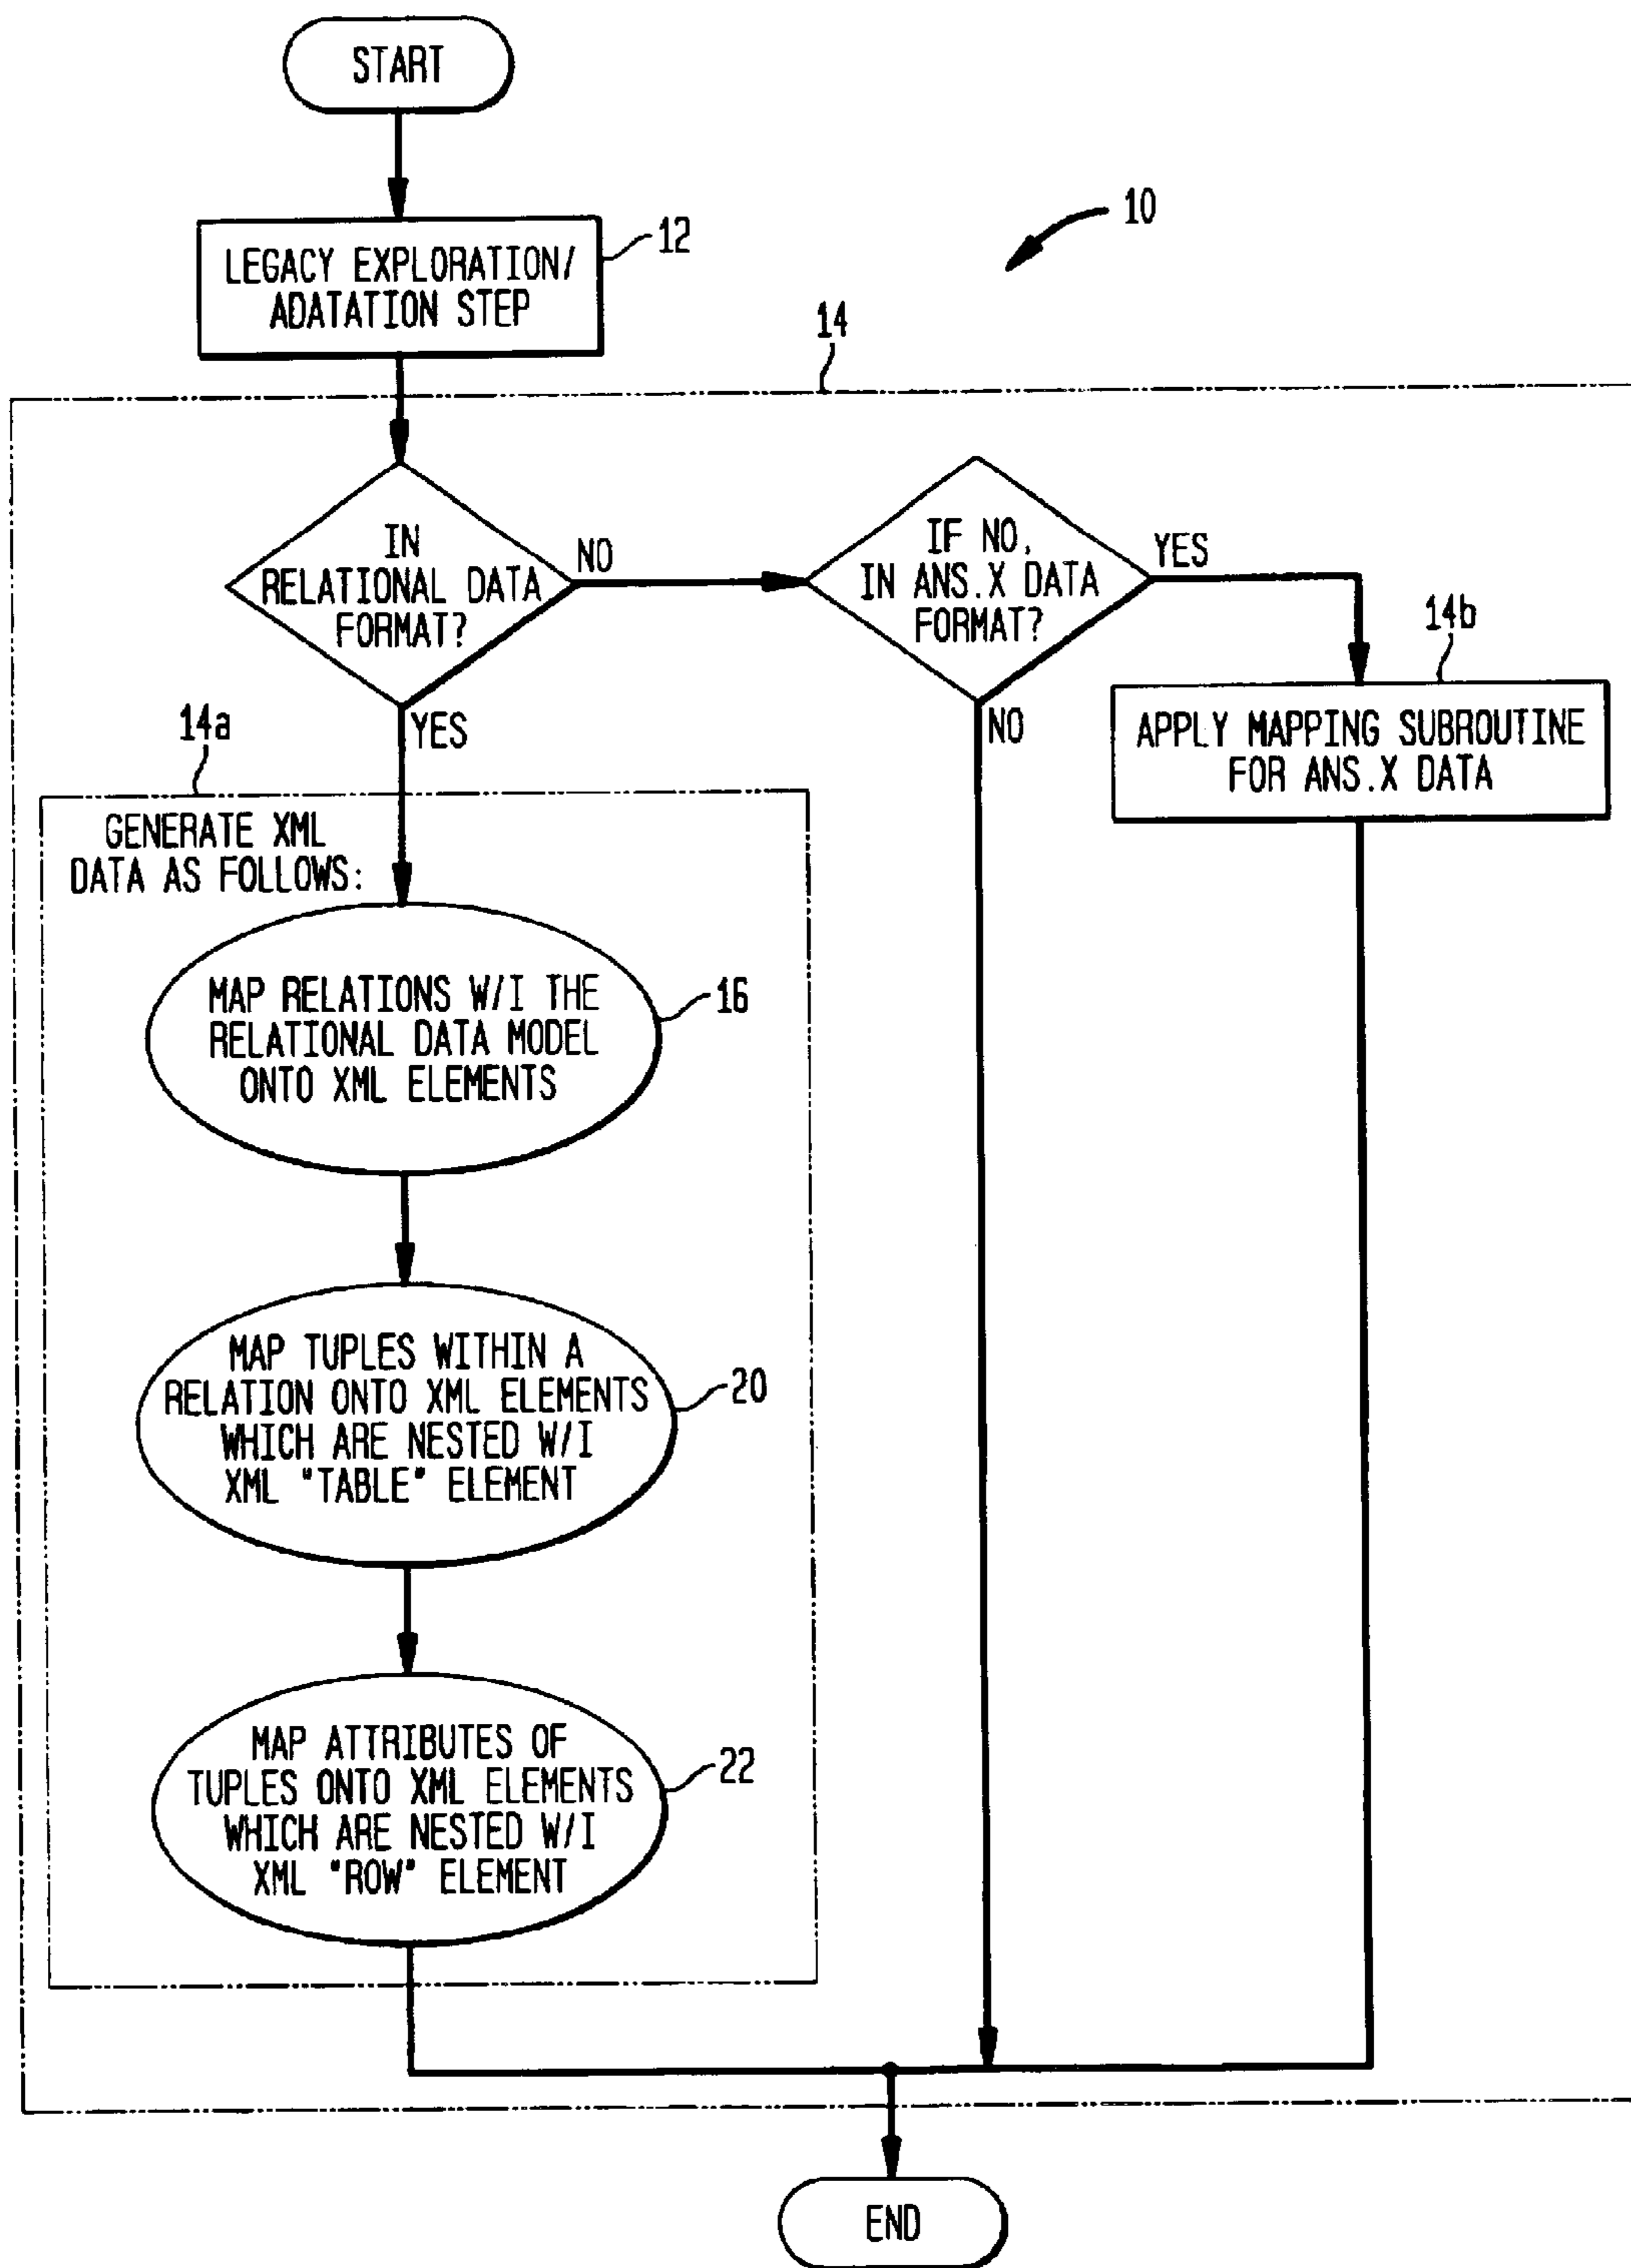 START
10
12
LEGACY EXPLORATION/
ADATATION STEP
14
IN
RELATIONAL DATA
FORMAT?
NO
IF NO,
IN ANS.X DATA
FORMAT?
YES
14b
APPLY MAPPING SUBROUTINE
FOR ANS.X DATA
NO
YES
14a
GENERATE XML
DATA AS FOLLOWS:
MAP RELATIONS W/I THE
RELATIONAL DATA MODEL
ONTO XML ELEMENTS
16
MAP TUPLES WITHIN A
RELATION ONTO XML ELEMENTS
WHICH ARE NESTED W/I
XML "TABLE" ELEMENT
20
MAP ATTRIBUTES OF
TUPLES ONTO XML ELEMENTS
WHICH ARE NESTED W/I
XML "ROW" ELEMENT
22
END